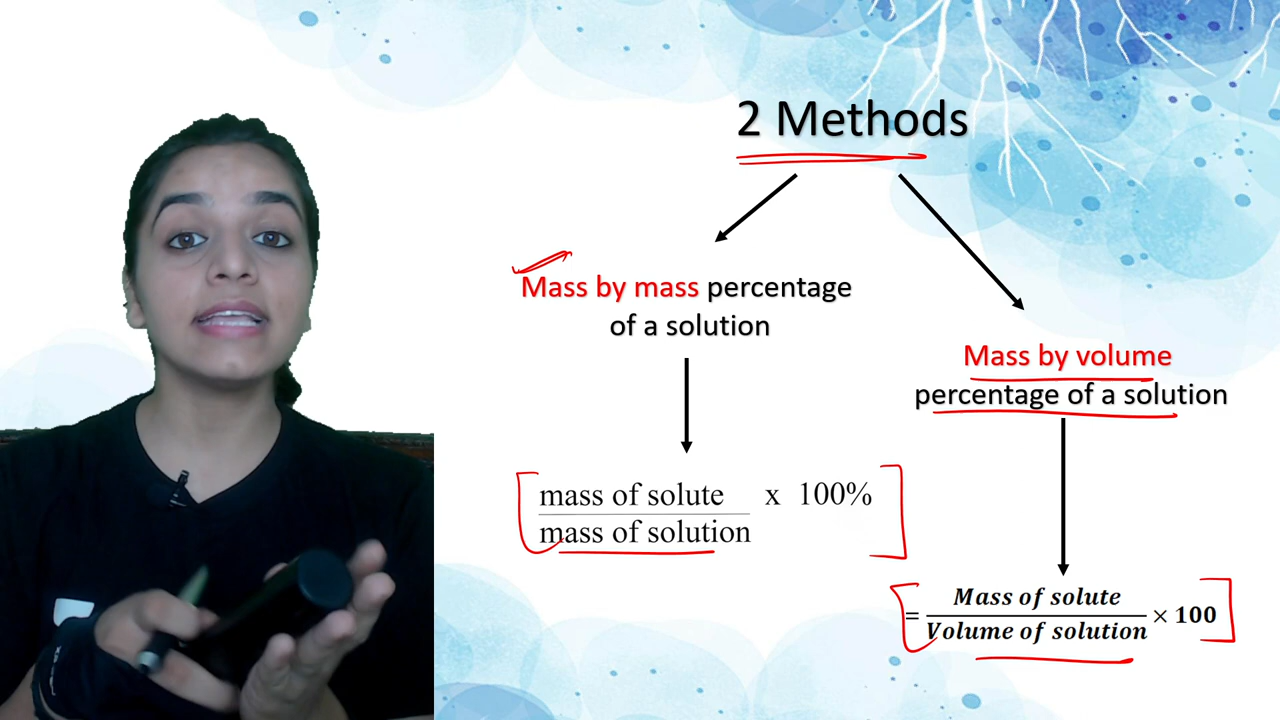 2 Methods
Mass by mass percentage
of a solution
mass of solute x 100%
mass of solution
Mass by volume
percentage of a solution
= Mass of solute × 100
Volume of solution